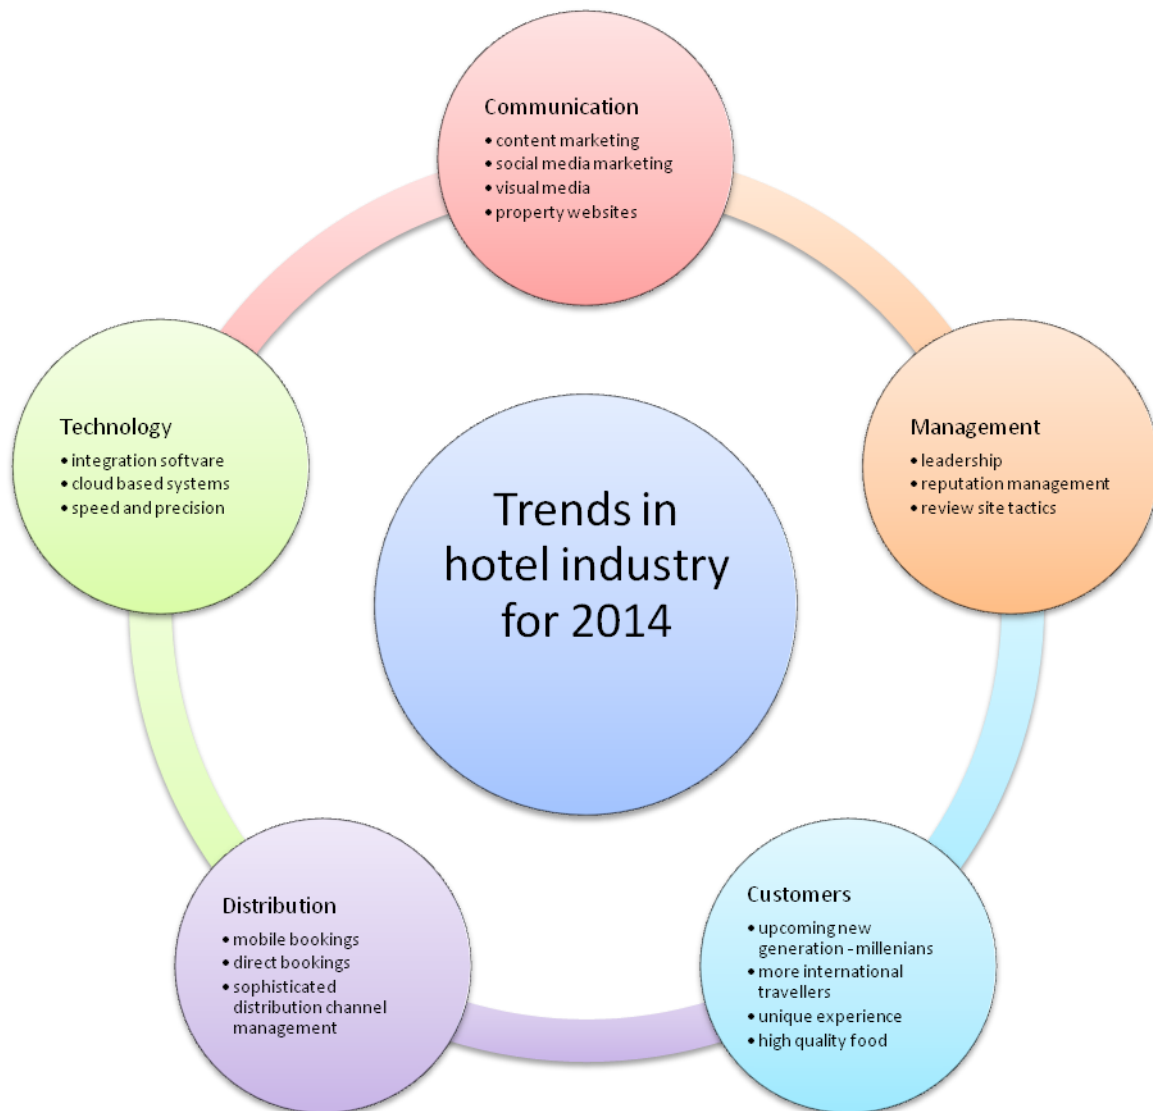 Communication
• content marketing
• social media marketing
• visual media
• property websites
Technology
• integration softvare
• cloud based systems
• speed and precision
Management
• leadership
• reputation management
• review site tactics
Trends in
hotel industry
for 2014
Distribution
• mobile bookings
• direct bookings
• sophisticated
distribution channel
management
Customers
• upcoming new
generation - millenians
• more international
travellers
• unique experience
• high quality food